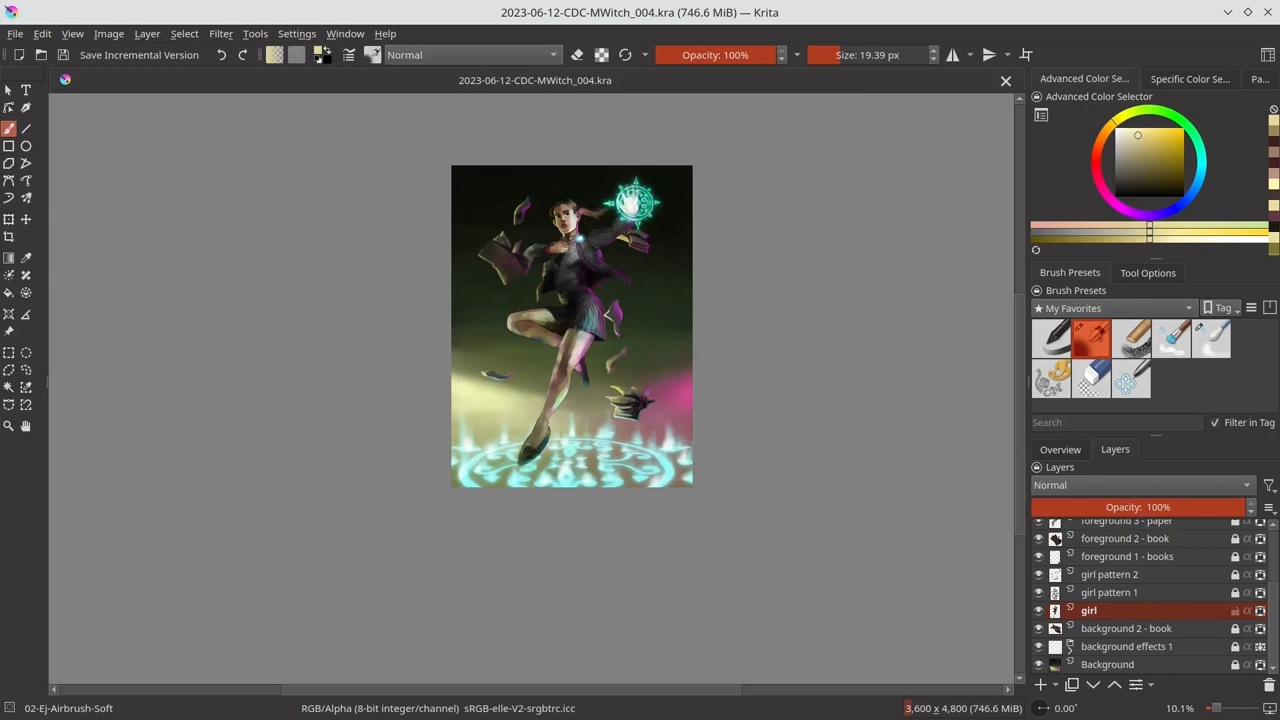 2023-06-12-CDC-MWitch_004.kra (746.6 MiB) — Krita
File Edit View Image Layer Select Filter Tools Settings Window Help
Save Incremental Version Normal Opacity: 100% Size: 19.39 px
2023-06-12-CDC-MWitch_004.kra
Advanced Color Se... Specific Color Se... Pa...
Advanced Color Selector
Brush Presets Tool Options
Brush Presets
★ My Favorites Tag
Search Filter in Tag
Overview Layers
Layers
Normal
Opacity: 100%
foreground 3 - paper
foreground 2 - book
foreground 1 - books
girl pattern 2
girl pattern 1
girl
background 2 - book
background effects 1
Background
02-Ej-Airbrush-Soft RGB/Alpha (8-bit integer/channel) sRGB-elle-V2-srgbtrc.icc 3,600 x 4,800 (746.6 MiB) 0.00° 10.1%